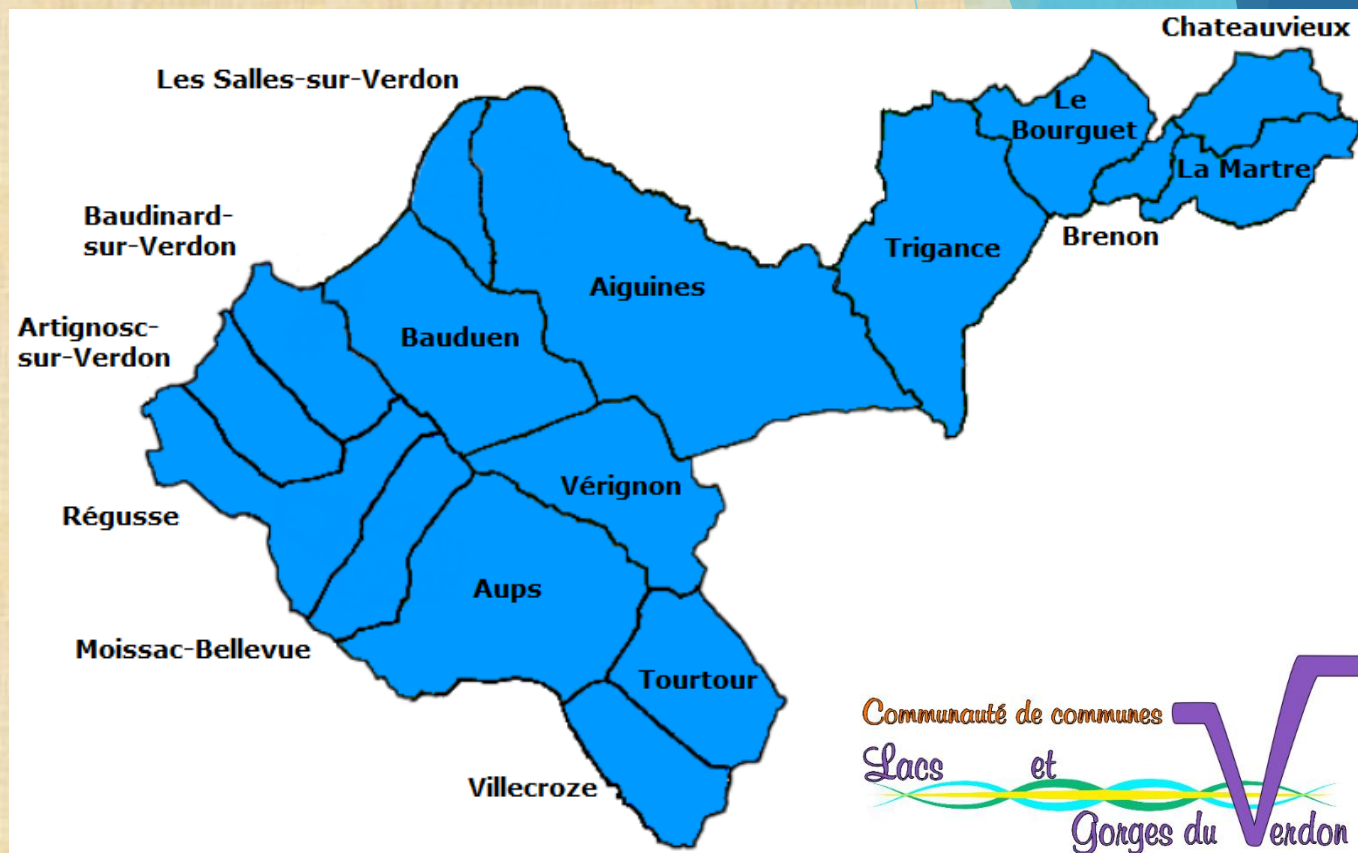 Chateauvieux
Les Salles-sur-Verdon
Le
Bourguet
La Martre
Baudinard-
sur-Verdon
Brenon
Trigance
Aiguines
Artignosc-
sur-Verdon
Bauduen
Vérignon
Régusse
Aups
Moissac-Bellevue
Tourtour
Villecroze
Communauté de communes
Lacs et
Gorges du Verdon